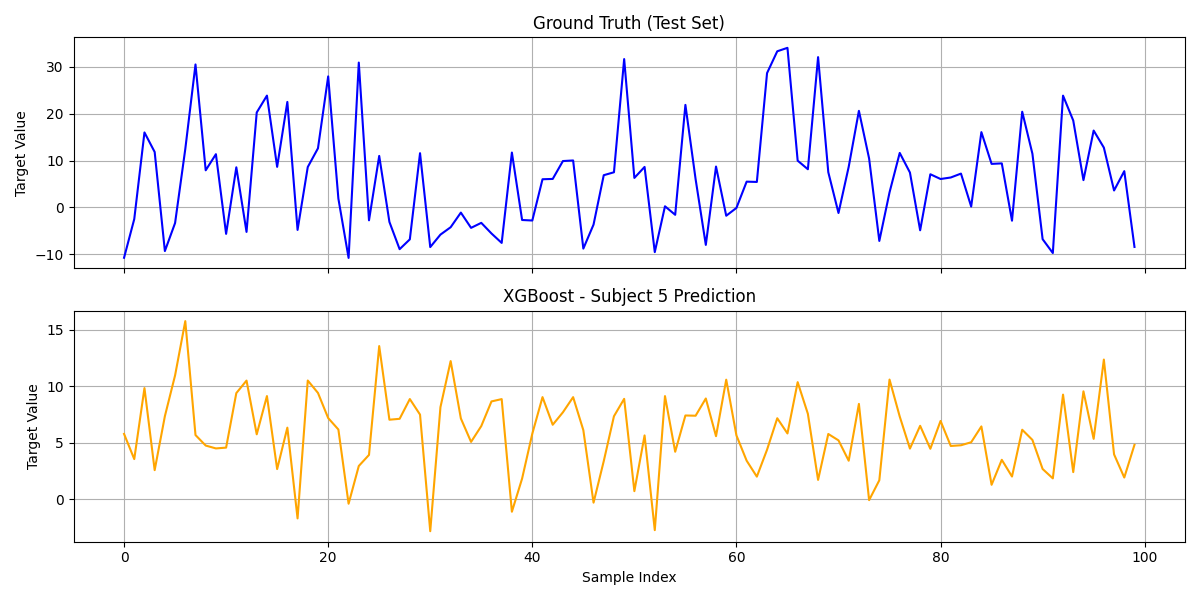 Ground Truth (Test Set)
Target Value
30
20
10
0
−10
XGBoost - Subject 5 Prediction
Target Value
15
10
5
0
0 20 40 60 80 100
Sample Index